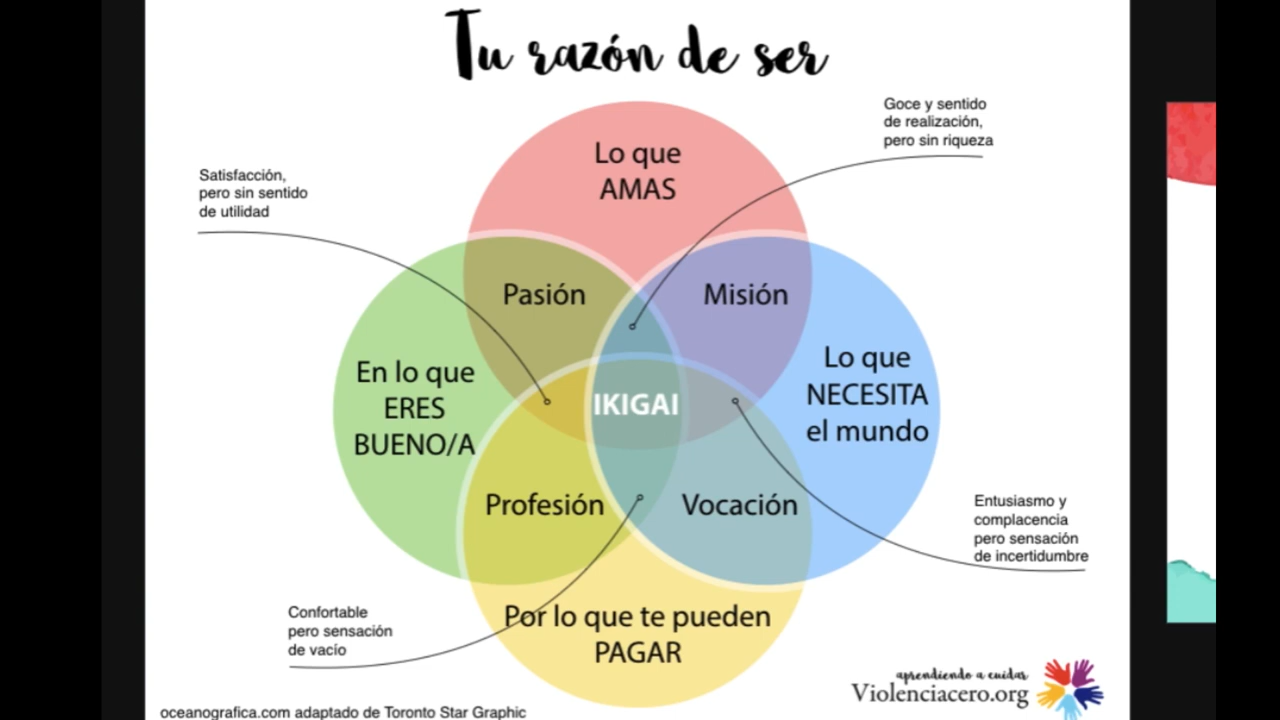 Tu razón de ser
Goce y sentido
de realización,
pero sin riqueza
Lo que
AMAS
Satisfacción,
pero sin sentido
de utilidad
Pasión
Misión
En lo que
ERES
BUENO/A
IKIGAI
Lo que
NECESITA
el mundo
Profesión
Vocación
Entusiasmo y
complacencia
pero sensación
de incertidumbre
Confortable
pero sensación
de vacío
Por lo que te pueden
PAGAR
aprendiendo a cuidar
Violenciacero.org
oceanografica.com adaptado de Toronto Star Graphic